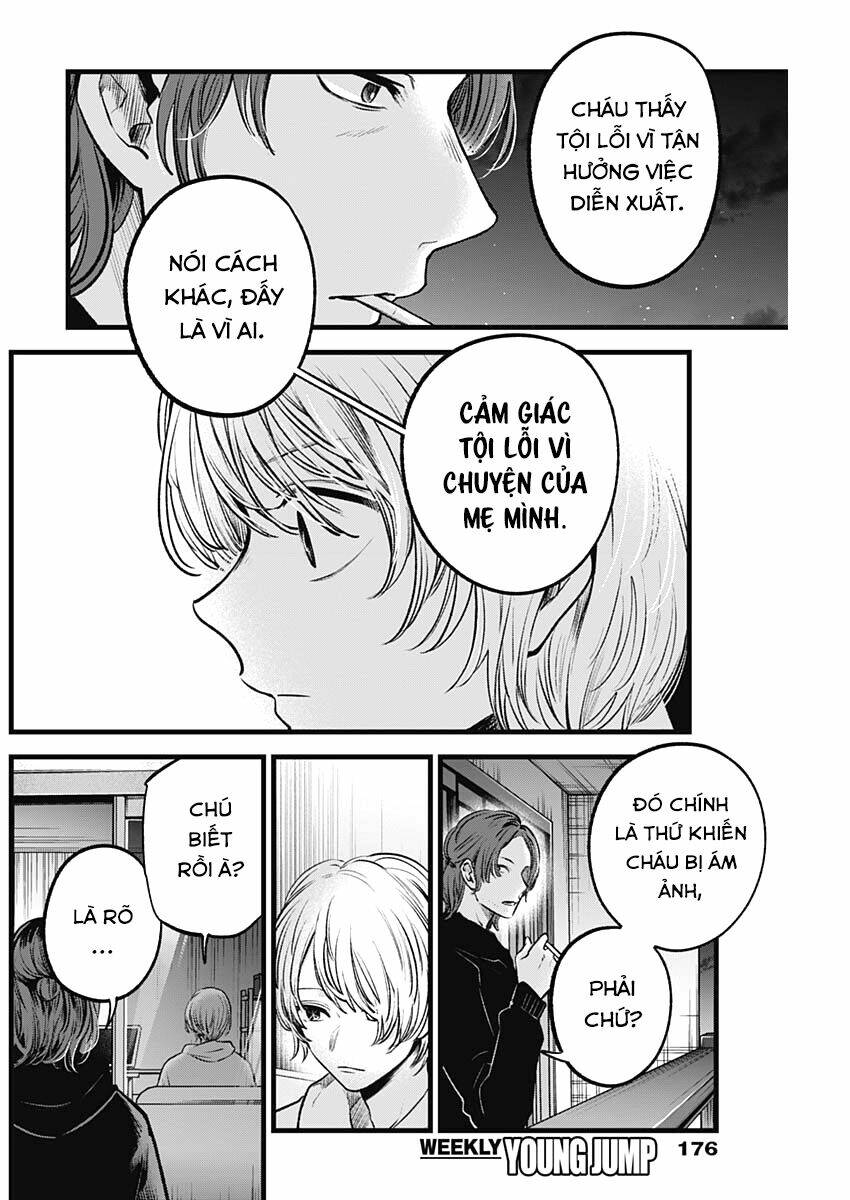 CHÁU THẤY
TỘI LỖI VÌ TẬN
HƯỞNG VIỆC
DIỄN XUẤT.
NÓI CÁCH
KHÁC, ĐẤY
LÀ VÌ AI.
CẢM GIÁC
TỘI LỖI VÌ
CHUYỆN CỦA
MẸ MÌNH.
ĐÓ CHÍNH
LÀ THỨ KHIẾN
CHÁU BỊ ÁM
ẢNH,
PHẢI
CHỨ?
CHÚ
BIẾT
RỒI À?
LÀ RÕ
...
WEEKLY YOUNG JUMP 176